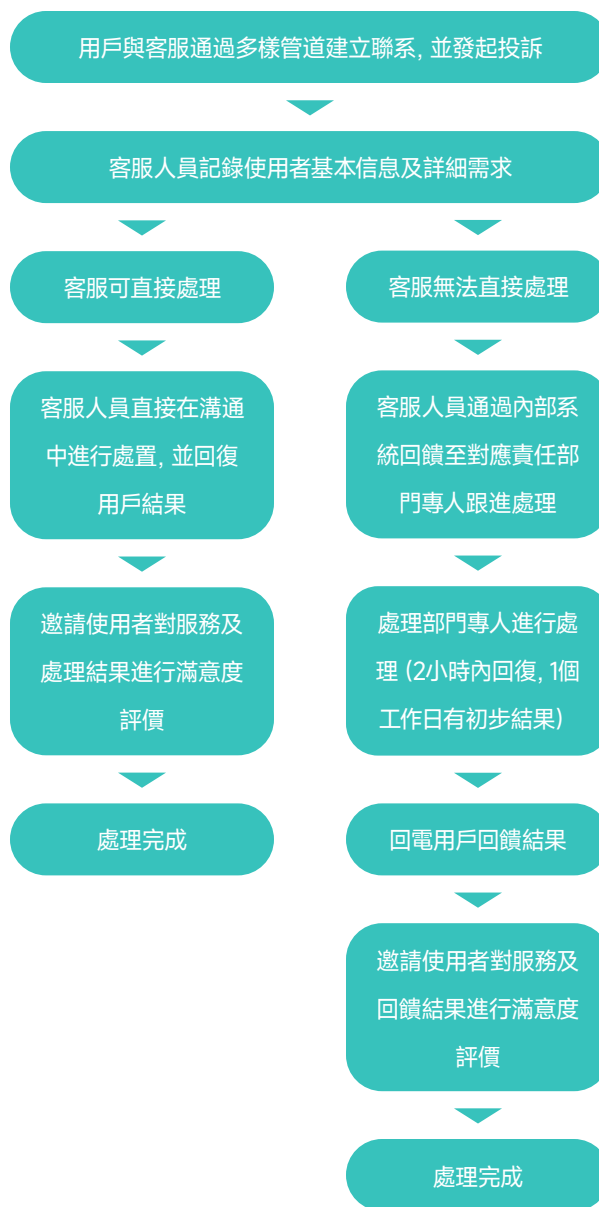 用戶與客服通過多樣管道建立聯系, 並發起投訴
客服人員記錄使用者基本信息及詳細需求
客服可直接處理
客服人員直接在溝通
中進行處置, 並回復
用戶結果
邀請使用者對服務及
處理結果進行滿意度
評價
處理完成
客服無法直接處理
客服人員通過內部系
統回饋至對應責任部
門專人跟進處理
處理部門專人進行處
理 (2小時內回復, 1個
工作日有初步結果)
回電用戶回饋結果
邀請使用者對服務及
回饋結果進行滿意度
評價
處理完成